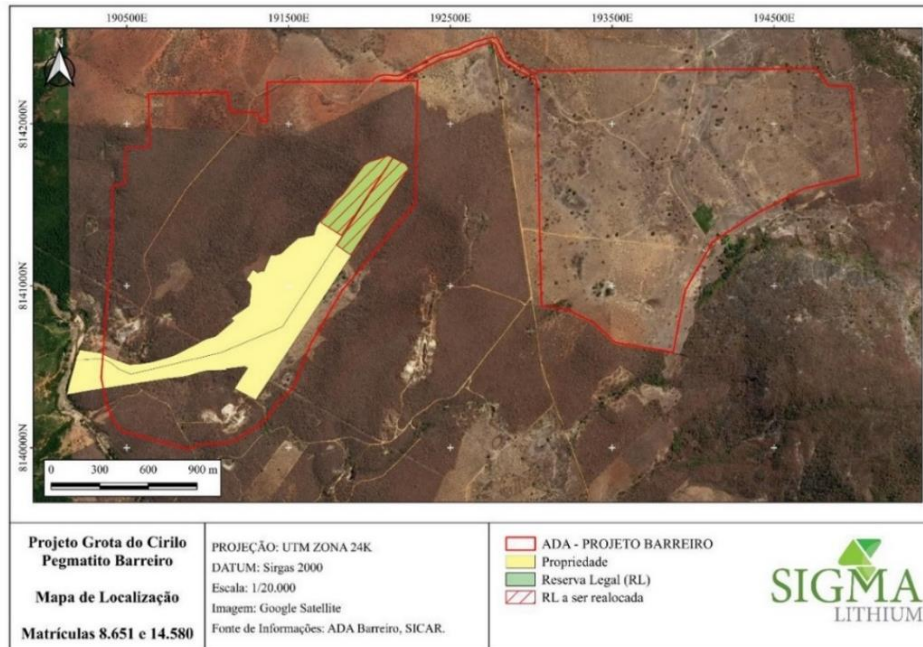 190500E 191500E 192500E 193500E 194500E
N
8142000N
8141000N
8140000N
0 300 600 900 m
Projeto Grota do Cirilo
Pegmatito Barreiro
Mapa de Localização
Matrículas 8.651 e 14.580
PROJEÇÃO: UTM ZONA 24K
DATUM: Sirgas 2000
Escala: 1/20.000
Imagem: Google Satellite
Fonte de Informações: ADA Barreiro, SICAR.
ADA - PROJETO BARREIRO
Propriedade
Reserva Legal (RL)
RL a ser realocada
SIGMA
LITHIUM